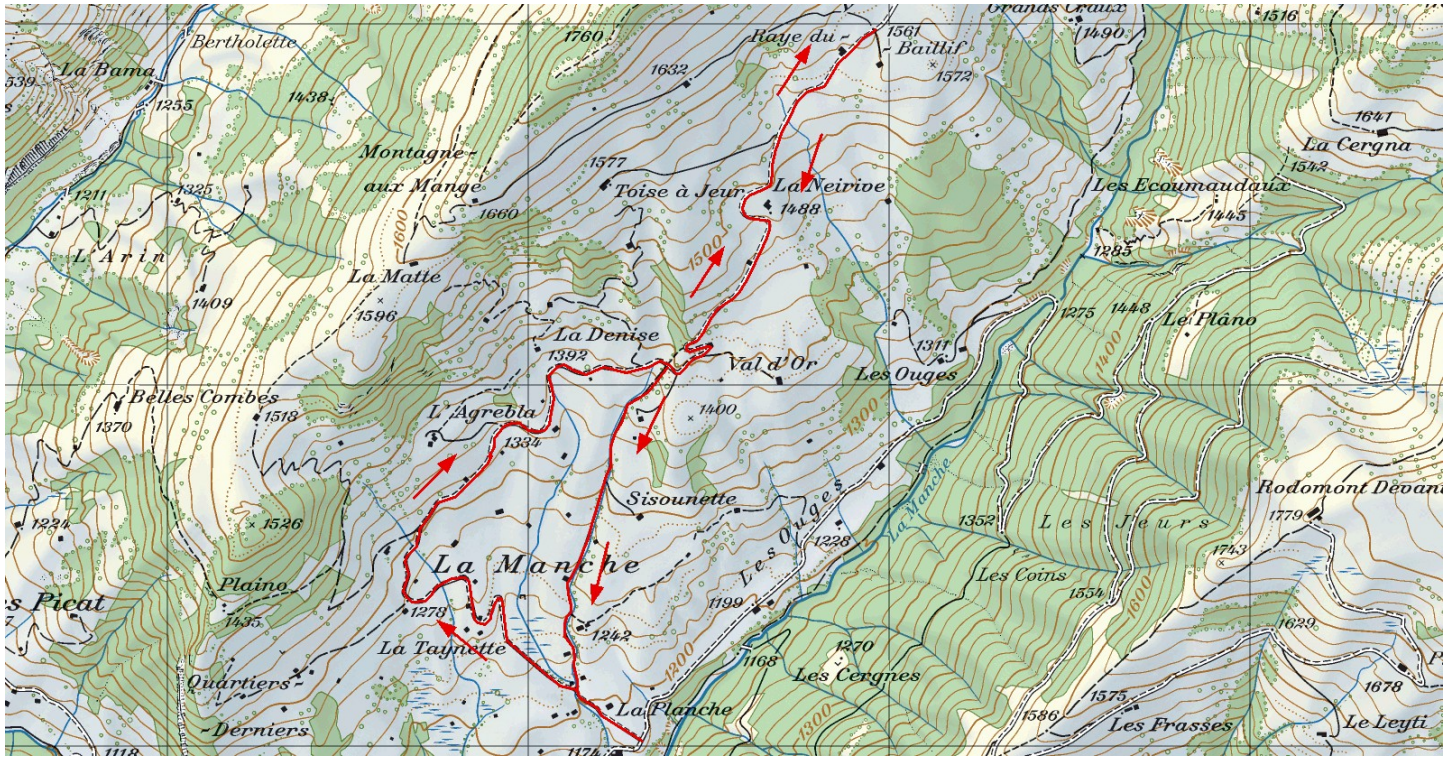 Grands Craux
1516
Bertholette
1760
Raye du-
1561
1490
-Baillif
La Bama
539
1632
1572
1255
1438
1641
La Cergna
Montagne-
1577
1542
1211
1325
aux Mange
Toise à Jeur
La Neirive
Les Ecoumaudaux
1660
1488
1445
1600
L'Arin
1500
1285
La Matte
1409
1596
1275
1448
Le Plâno
La Denise
1392
1311
1400
Val d'Or
Les Ouges
Belles Combes
1518
L'Agrebla
1400
1300
1370
1334
Sisounette
Rodomont Devant
1224
1526
La Manche
1352
Les Jeurs
1779
Les Ouges
1228
La Manche
1743
Plaino
Les Coins
1199
1554
1600
s Picat
1278
1435
1242
1629
La Taynette
1168
1270
1200
Les Cergnes
Quartiers-
1575
1678
La Planche
1300
1586
Les Frasses
Le Leyti
-Derniers
1118
1174